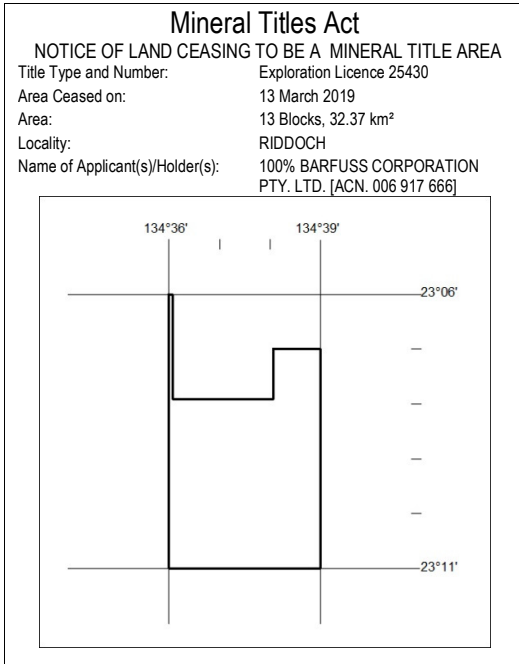 Mineral Titles Act
NOTICE OF LAND CEASING TO BE A MINERAL TITLE AREA
Title Type and Number: Exploration Licence 25430
Area Ceased on: 13 March 2019
Area: 13 Blocks, 32.37 km²
Locality: RIDDOCH
Name of Applicant(s)/Holder(s): 100% BARFUSS CORPORATION
PTY. LTD. [ACN. 006 917 666]
134°36' 134°39'
23°06'
23°11'